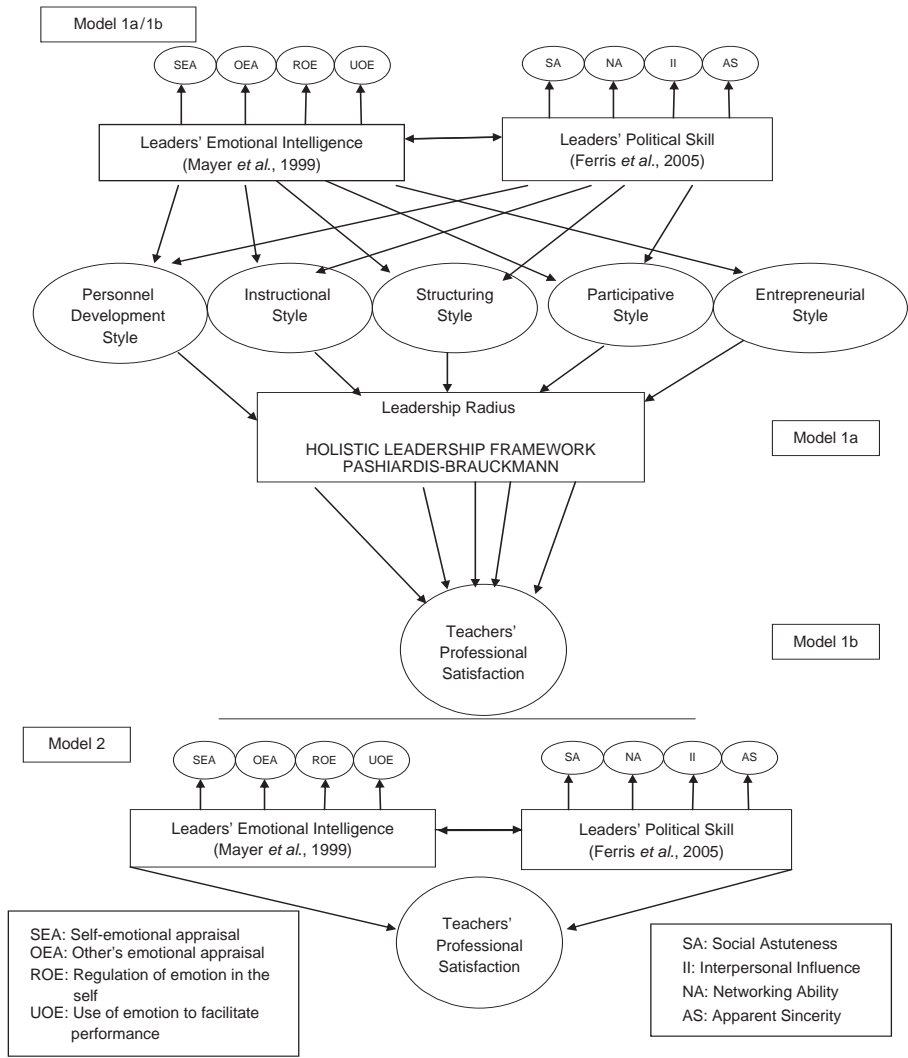 Model 1a/1b
SEA
OEA
ROE
UOE
SA
NA
II
AS
Leaders' Emotional Intelligence
(Mayer et al., 1999)
Leaders' Political Skill
(Ferris et al., 2005)
Personnel
Development
Style
Instructional
Style
Structuring
Style
Participative
Style
Entrepreneurial
Style
Leadership Radius
HOLISTIC LEADERSHIP FRAMEWORK
PASHIARDIS-BRAUCKMANN
Model 1a
Teachers'
Professional
Satisfaction
Model 1b
Model 2
SEA
OEA
ROE
UOE
SA
NA
II
AS
Leaders' Emotional Intelligence
(Mayer et al., 1999)
Leaders' Political Skill
(Ferris et al., 2005)
Teachers'
Professional
Satisfaction
SEA: Self-emotional appraisal
OEA: Other's emotional appraisal
ROE: Regulation of emotion in the
self
UOE: Use of emotion to facilitate
performance
SA: Social Astuteness
II: Interpersonal Influence
NA: Networking Ability
AS: Apparent Sincerity